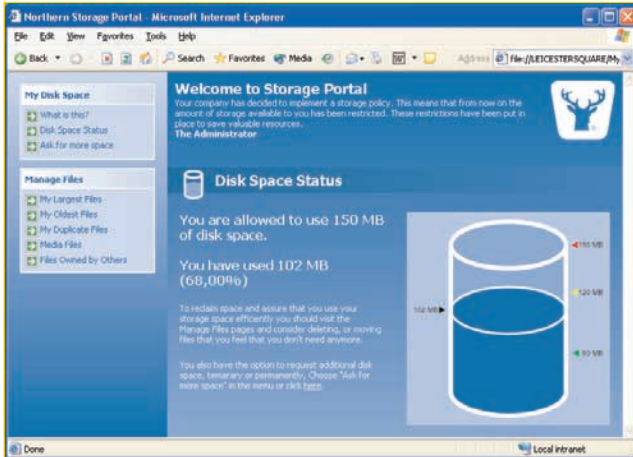 Northern Storage Portal - Microsoft Internet Explorer
File Edit View Favorites Tools Help
Back Search Favorites Media Address file://LEICESTERSQUARE/My
My Disk Space
What is this?
Disk Space Status
Ask for more space
Manage Files
My Largest Files
My Oldest Files
My Duplicate Files
Media Files
Files Owned by Others
Welcome to Storage Portal
Your company has decided to implement a storage policy. This means that from now on the
amount of storage available to you has been restricted. These restrictions have been put in
place to save valuable resources.
The Administrator
Disk Space Status
You are allowed to use 150 MB
of disk space.
You have used 102 MB
(68,00%)
To reclaim space and assure that you use your
storage space efficently you should visit the
Manage Files pages and consider deleting, or moving
files that you feel that you don't need anymore.
You also have the option to request additional disk
space, temorary or permanently. Choose "Ask for
more space" in the menu or click here.
150 MB
120 MB
102 MB
90 MB
Done
Local intranet